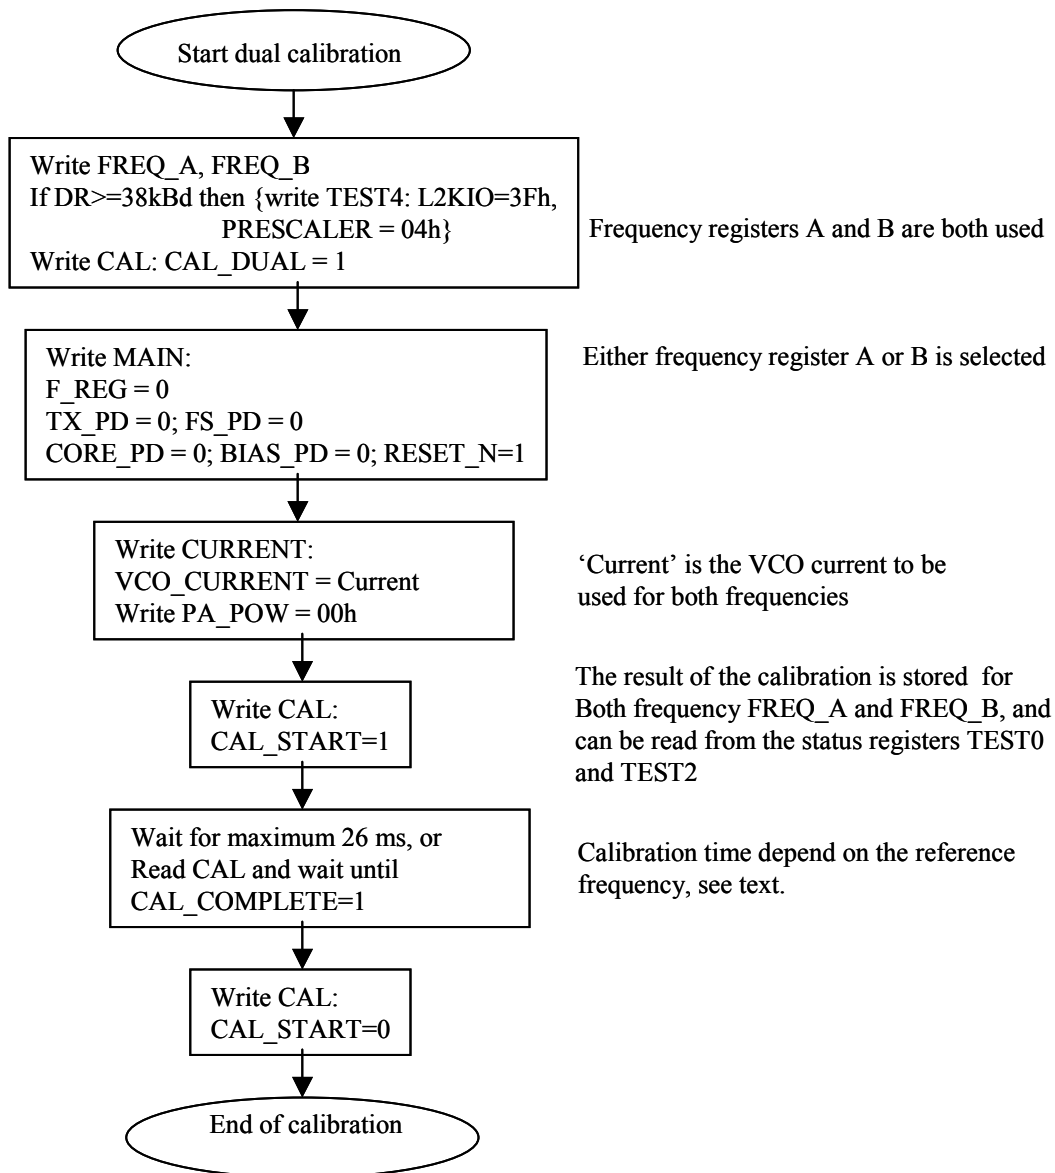 Start dual calibration
Write FREQ_A, FREQ_B
If DR>=38kBd then {write TEST4: L2KIO=3Fh,
PRESCALER = 04h}
Write CAL: CAL_DUAL = 1
Frequency registers A and B are both used
Write MAIN:
F_REG = 0
TX_PD = 0; FS_PD = 0
CORE_PD = 0; BIAS_PD = 0; RESET_N=1
Either frequency register A or B is selected
Write CURRENT:
VCO_CURRENT = Current
Write PA_POW = 00h
‘Current’ is the VCO current to be
used for both frequencies
Write CAL:
CAL_START=1
The result of the calibration is stored for
Both frequency FREQ_A and FREQ_B, and
can be read from the status registers TEST0
and TEST2
Wait for maximum 26 ms, or
Read CAL and wait until
CAL_COMPLETE=1
Calibration time depend on the reference
frequency, see text.
Write CAL:
CAL_START=0
End of calibration